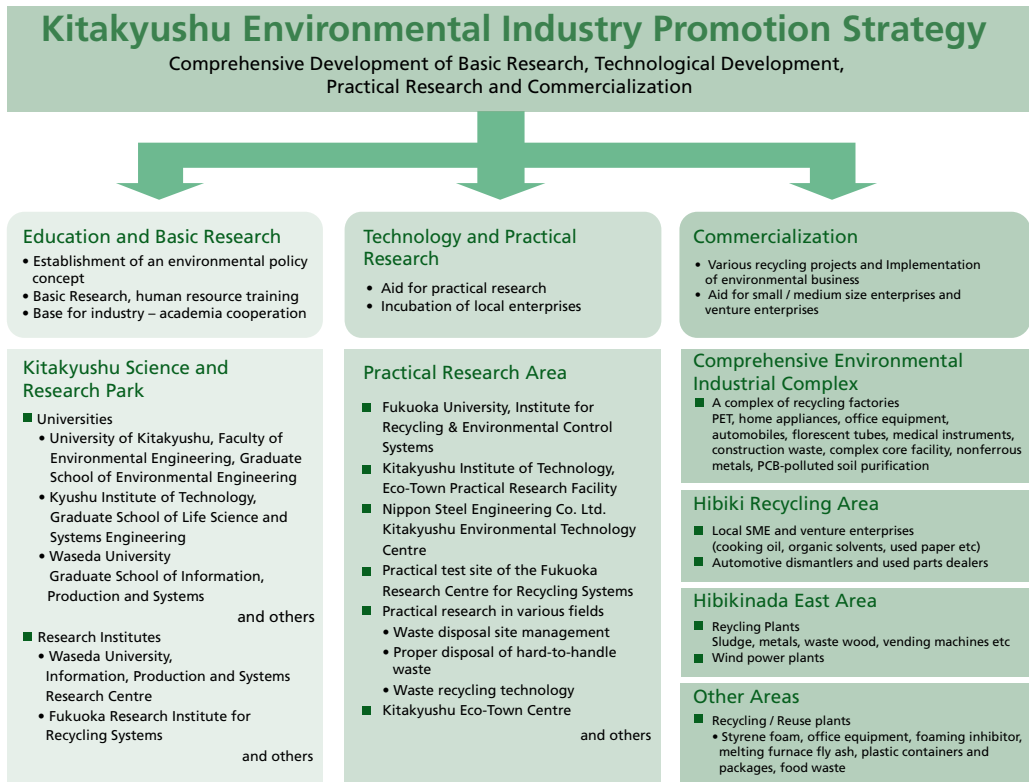 Kitakyushu Environmental Industry Promotion Strategy
Comprehensive Development of Basic Research, Technological Development,
Practical Research and Commercialization
Education and Basic Research
• Establishment of an environmental policy
concept
• Basic Research, human resource training
• Base for industry – academia cooperation
Technology and Practical
Research
• Aid for practical research
• Incubation of local enterprises
Commercialization
• Various recycling projects and Implementation
of environmental business
• Aid for small / medium size enterprises and
venture enterprises
Kitakyushu Science and
Research Park
■ Universities
• University of Kitakyushu, Faculty of
Environmental Engineering, Graduate
School of Environmental Engineering
• Kyushu Institute of Technology,
Graduate School of Life Science and
Systems Engineering
• Waseda University
Graduate School of Information,
Production and Systems
and others
■ Research Institutes
• Waseda University,
Information, Production and Systems
Research Centre
• Fukuoka Research Institute for
Recycling Systems
and others
Practical Research Area
■ Fukuoka University, Institute for
Recycling & Environmental Control
Systems
■ Kitakyushu Institute of Technology,
Eco-Town Practical Research Facility
■ Nippon Steel Engineering Co. Ltd.
Kitakyushu Environmental Technology
Centre
■ Practical test site of the Fukuoka
Research Centre for Recycling Systems
■ Practical research in various fields
• Waste disposal site management
• Proper disposal of hard-to-handle
waste
• Waste recycling technology
■ Kitakyushu Eco-Town Centre
and others
Comprehensive Environmental
Industrial Complex
■ A complex of recycling factories
PET, home appliances, office equipment,
automobiles, florescent tubes, medical instruments,
construction waste, complex core facility, nonferrous
metals, PCB-polluted soil purification
Hibiki Recycling Area
■ Local SME and venture enterprises
(cooking oil, organic solvents, used paper etc)
■ Automotive dismantlers and used parts dealers
Hibikinada East Area
■ Reycling Plants
Sludge, metals, waste wood, vending machines etc
■ Wind power plants
Other Areas
■ Recycling / Reuse plants
• Styrene foam, office equipment, foaming inhibitor,
melting furnace fly ash, plastic containers and
packages, food waste